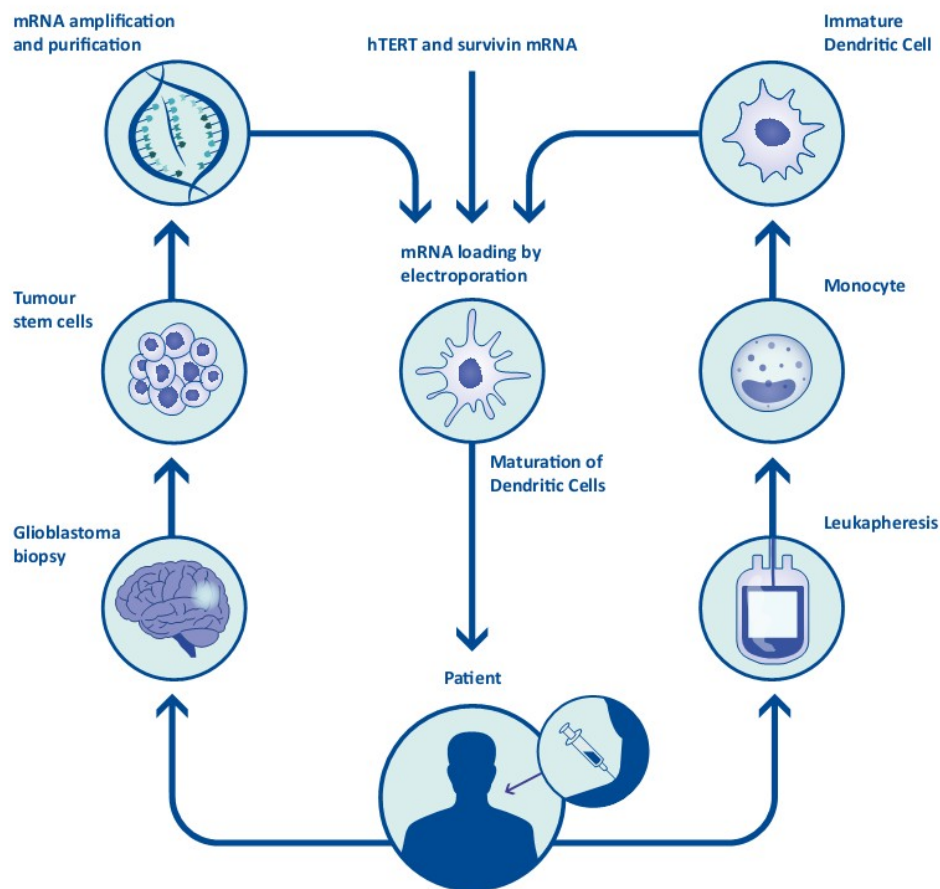 mRNA amplification
and purification
hTERT and survivin mRNA
Immature
Dendritic Cell
mRNA loading by
electroporation
Tumour
stem cells
Monocyte
Maturation of
Dendritic Cells
Glioblastoma
biopsy
Leukapheresis
Patient